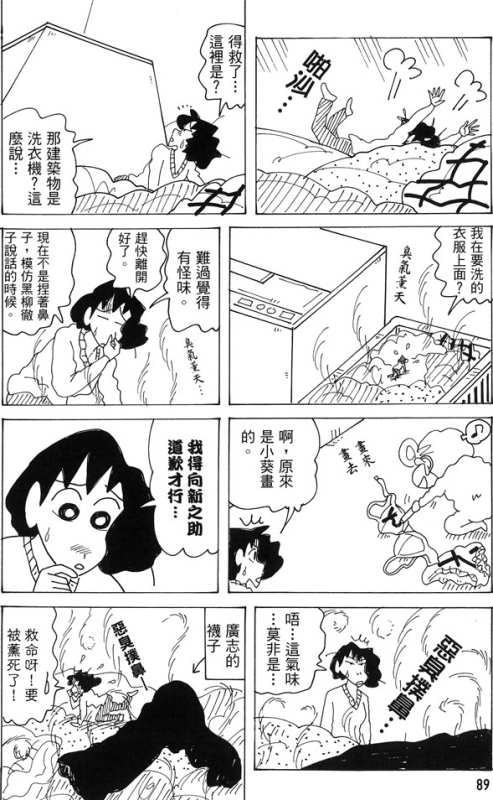 啪沙…
得救了…
這裡是?
那建築物是
洗衣機?這
麼說…
我在要洗的
衣服上面?
臭氣薰天
難過覺得
有怪味。
趕快離開
好了。
現在不是捏著鼻
子,模仿黑柳徹
子說話的時候。
臭氣薰天…
畫來
畫去
啊,原來
是小葵畫
的。
我得向新之助
道歉才行…
惡臭撲鼻…
唔…這氣味
…莫非是…
廣志的
襪子
惡臭撲鼻
救命呀!要
被薰死了!
89